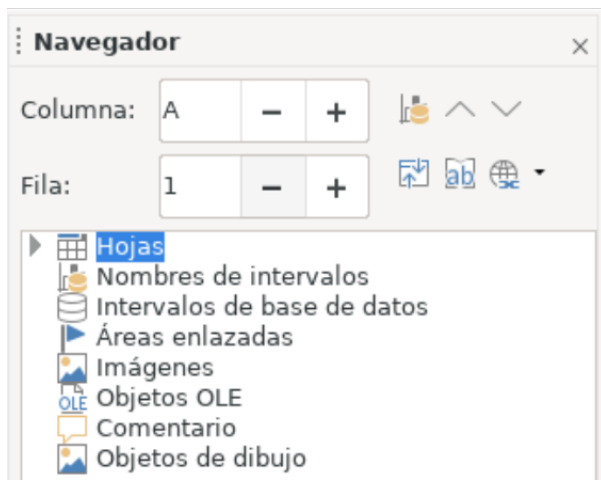 Navegador
Columna: A
Fila: 1
ab
Hojas
Nombres de intervalos
Intervalos de base de datos
Áreas enlazadas
Imágenes
OLE Objetos OLE
Comentario
Objetos de dibujo